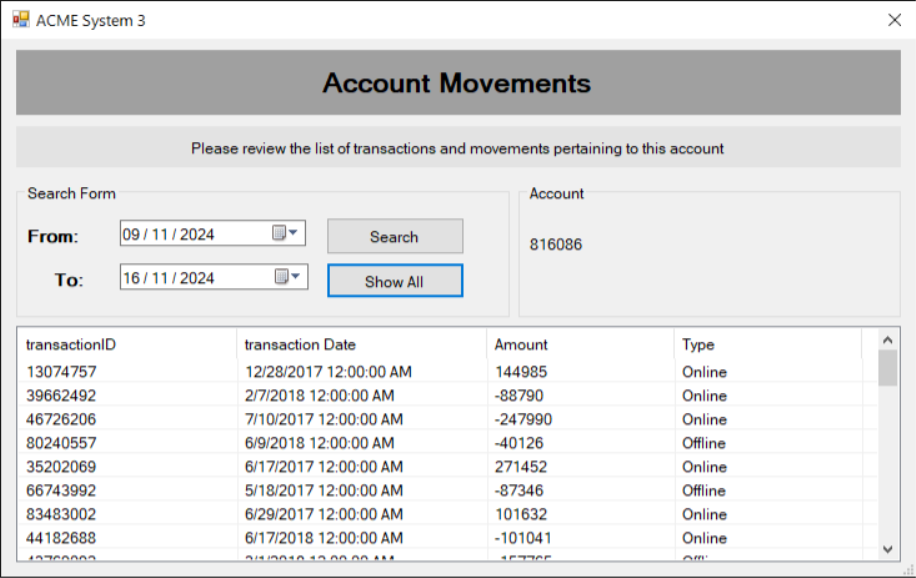 ACME System 3
Account Movements
Please review the list of transactions and movements pertaining to this account
Search Form
From: 09 / 11 / 2024 Search
To: 16 / 11 / 2024 Show All
Account
816086
transactionID transaction Date Amount Type
13074757 12/28/2017 12:00:00 AM 144985 Online
39662492 2/7/2018 12:00:00 AM -88790 Online
46726206 7/10/2017 12:00:00 AM -247990 Online
80240557 6/9/2018 12:00:00 AM -40126 Offline
35202069 6/17/2017 12:00:00 AM 271452 Online
66743992 5/18/2017 12:00:00 AM -87346 Offline
83483002 6/29/2017 12:00:00 AM 101632 Online
44182688 6/17/2018 12:00:00 AM -101041 Online